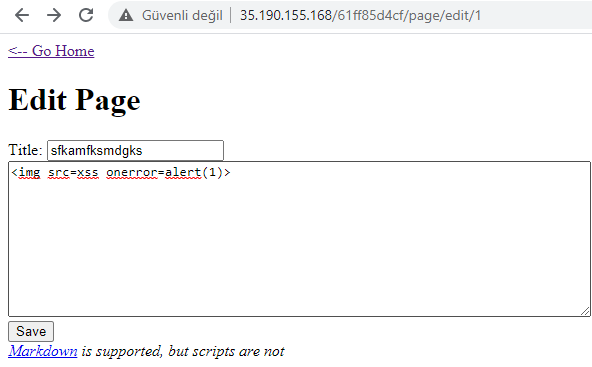 Güvenli değil | 35.190.155.168/61ff85d4cf/page/edit/1
<-- Go Home
Edit Page
Title: sfkamfksmdgks
<img src=xss onerror=alert(1)>
Save
Markdown is supported, but scripts are not